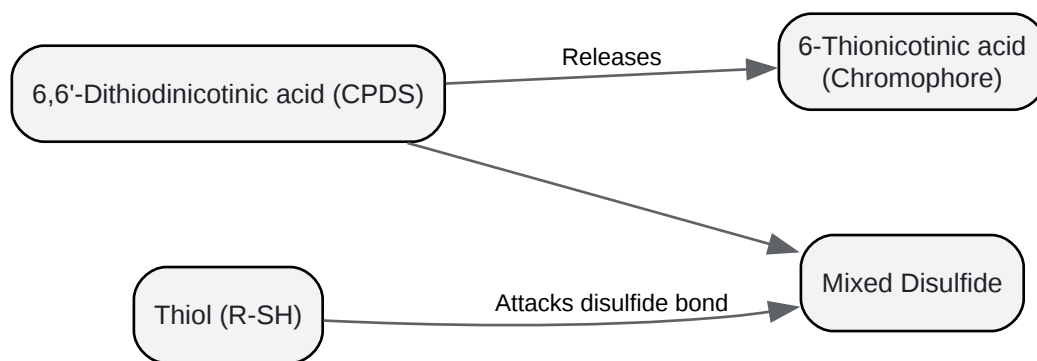 6,6'-Dithiodinicotinic acid (CPDS)
Releases
6-Thionicotinic acid
(Chromophore)
Thiol (R-SH)
Attacks disulfide bond
Mixed Disulfide